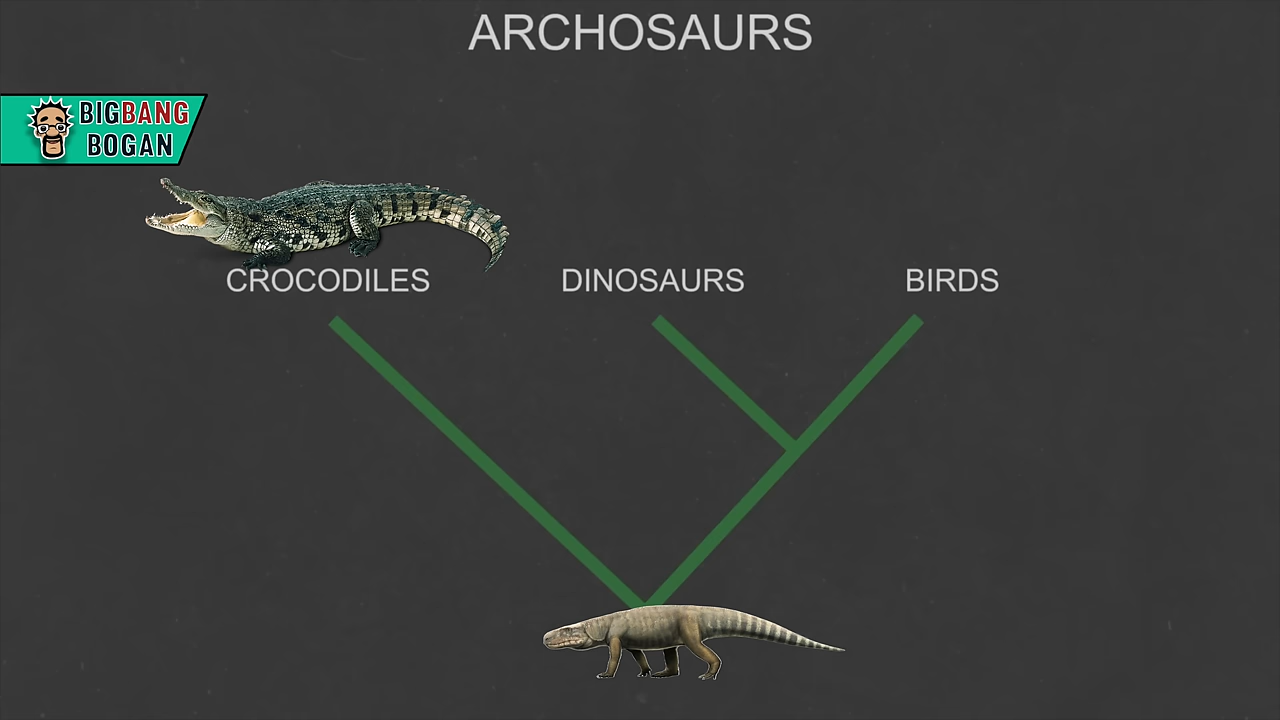 ARCHOSAURS
BIGBANG
BOGAN
CROCODILES
DINOSAURS
BIRDS